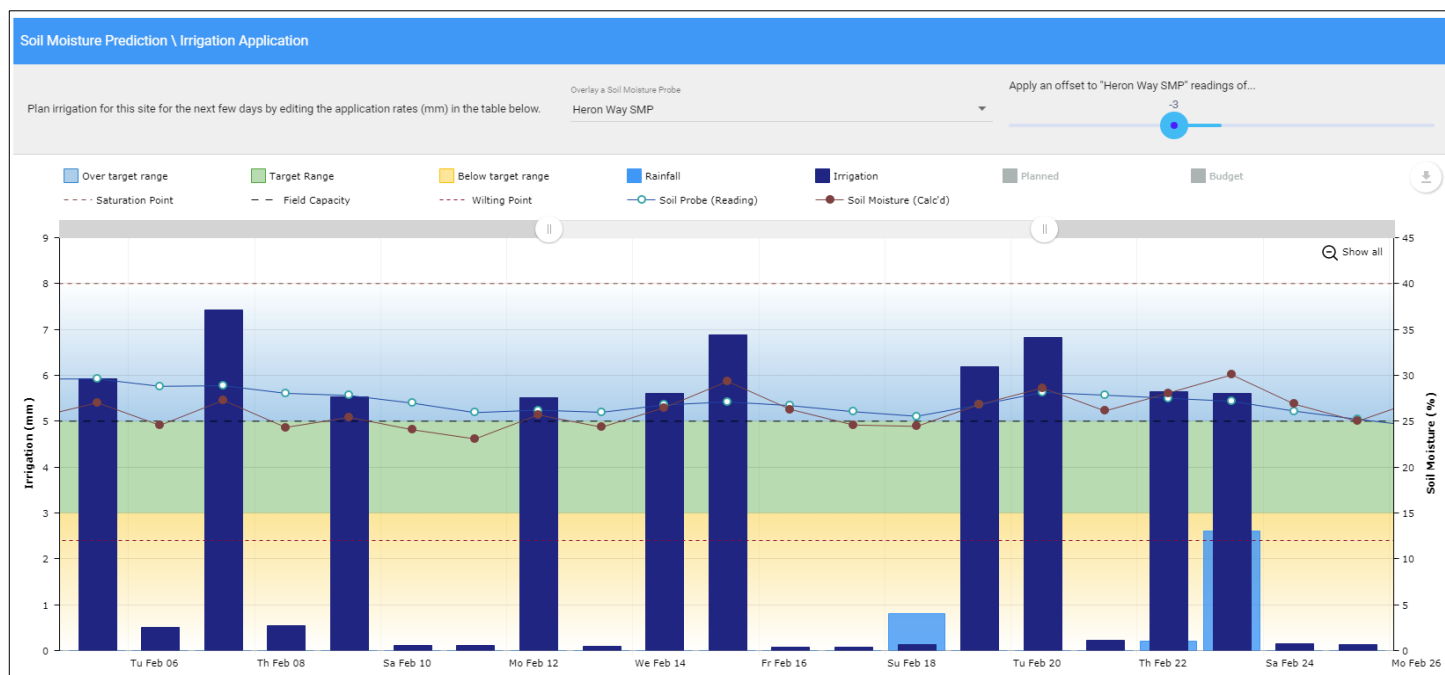 Soil Moisture Prediction \ Irrigation Application
Plan irrigation for this site for the next few days by editing the application rates (mm) in the table below.
Overlay a Soil Moisture Probe
Heron Way SMP
Apply an offset to "Heron Way SMP" readings of...
-3
Over target range
Target Range
Below target range
Rainfall
Irrigation
Planned
Budget
Saturation Point
Field Capacity
Wilting Point
Soil Probe (Reading)
Soil Moisture (Calc'd)
Show all
Irrigation (mm)
9
8
7
6
5
4
3
2
1
0
45
40
35
30
25
20
15
10
5
0
Soil Moisture (%)
Tu Feb 06
Th Feb 08
Sa Feb 10
Mo Feb 12
We Feb 14
Fr Feb 16
Su Feb 18
Tu Feb 20
Th Feb 22
Sa Feb 24
Mo Feb 26